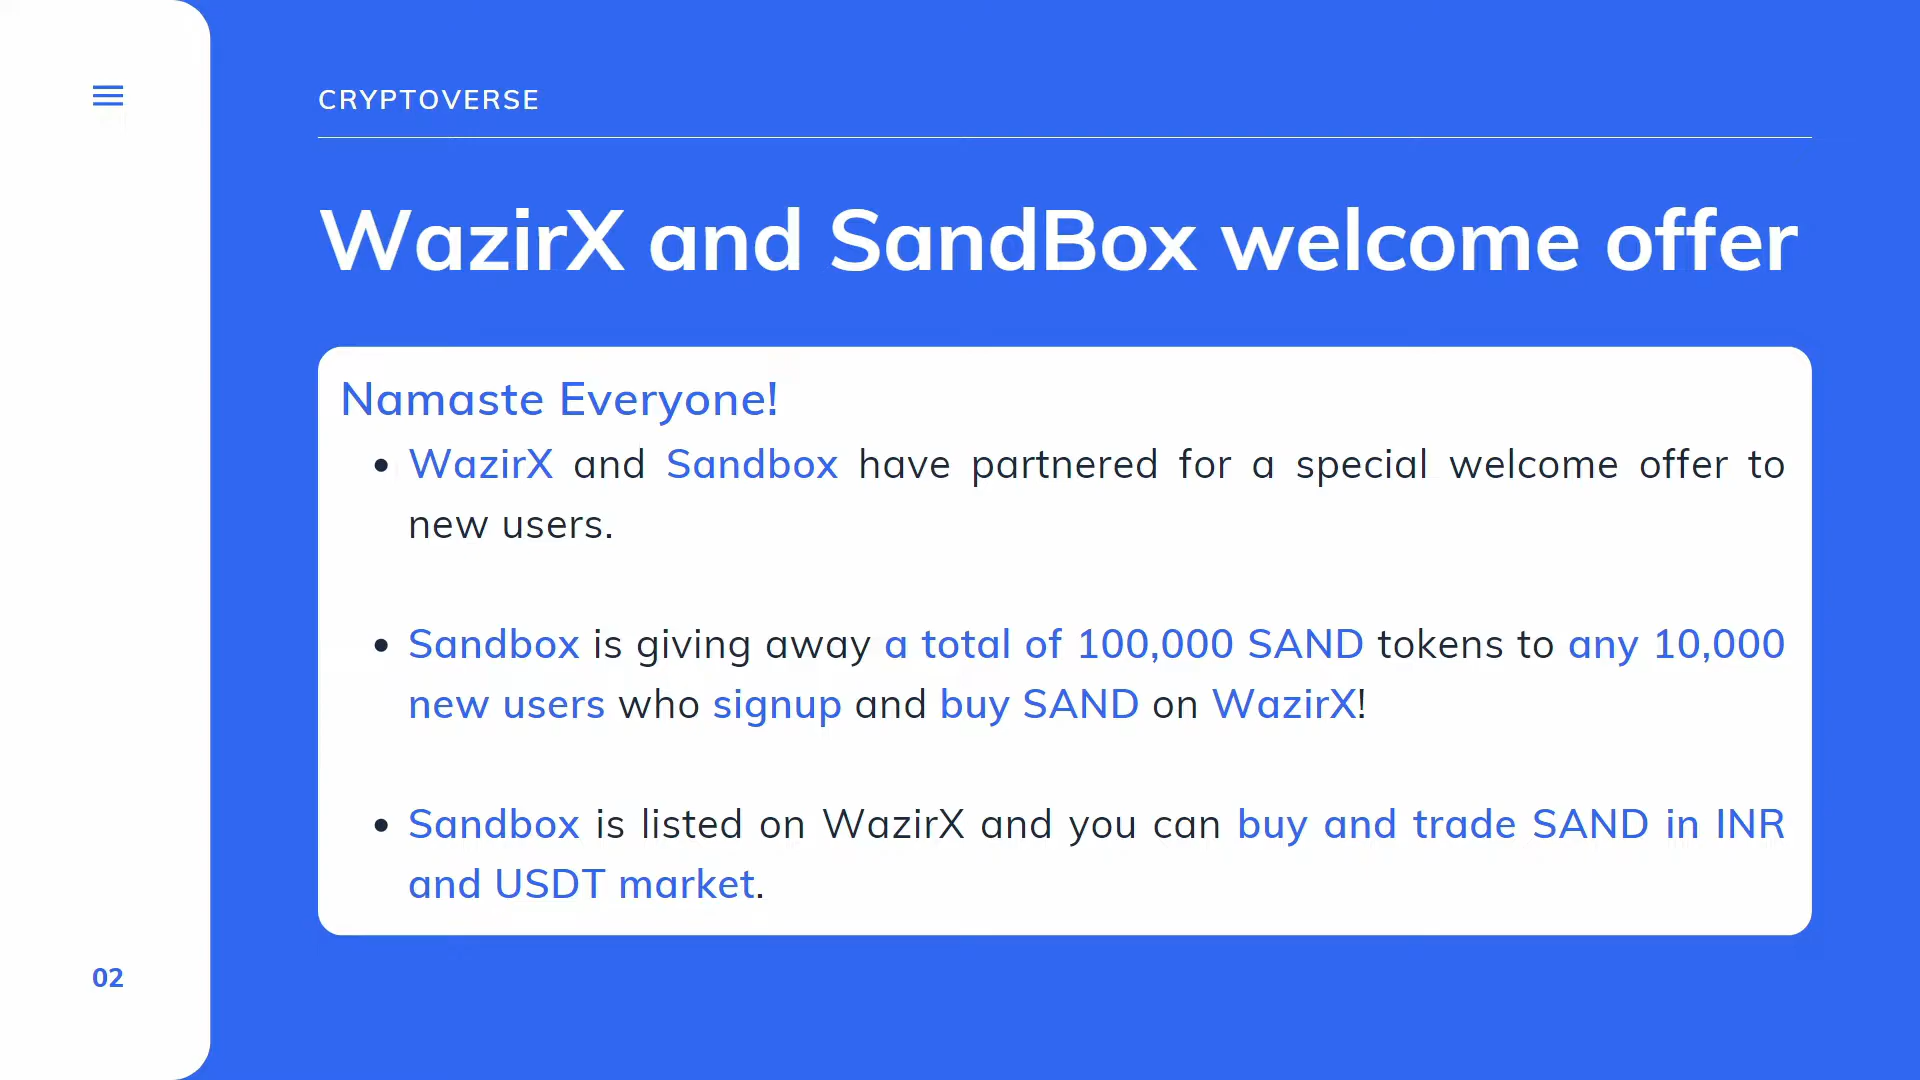 CRYPTOVERSE
WazirX and SandBox welcome offer
Namaste Everyone!
• WazirX and Sandbox have partnered for a special welcome offer to
new users.
• Sandbox is giving away a total of 100,000 SAND tokens to any 10,000
new users who signup and buy SAND on WazirX!
• Sandbox is listed on WazirX and you can buy and trade SAND in INR
and USDT market.
02